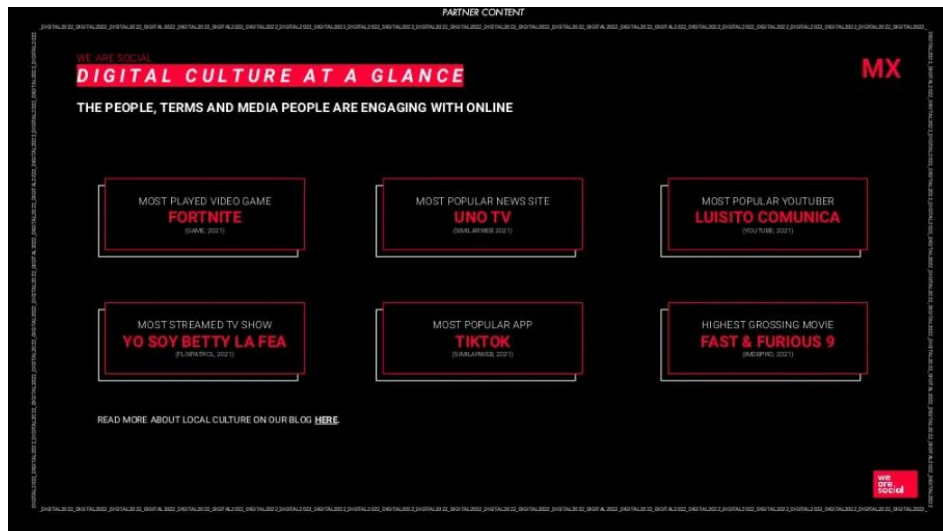 PARTNER CONTENT
WE ARE SOCIAL
DIGITAL CULTURE AT A GLANCE
MX
THE PEOPLE, TERMS AND MEDIA PEOPLE ARE ENGAGING WITH ONLINE
MOST PLAYED VIDEO GAME
FORTNITE
(GAME, 2021)
MOST POPULAR NEWS SITE
UNO TV
(SIMILARWEB 2021)
MOST POPULAR YOUTUBER
LUISITO COMUNICA
(YOUTUBE, 2021)
MOST STREAMED TV SHOW
YO SOY BETTY LA FEA
(FLIXPATROL, 2021)
MOST POPULAR APP
TIKTOK
(SIMILARWEB, 2021)
HIGHEST GROSSING MOVIE
FAST & FURIOUS 9
(IMDBPRO, 2021)
READ MORE ABOUT LOCAL CULTURE ON OUR BLOG HERE.
we
are.
social